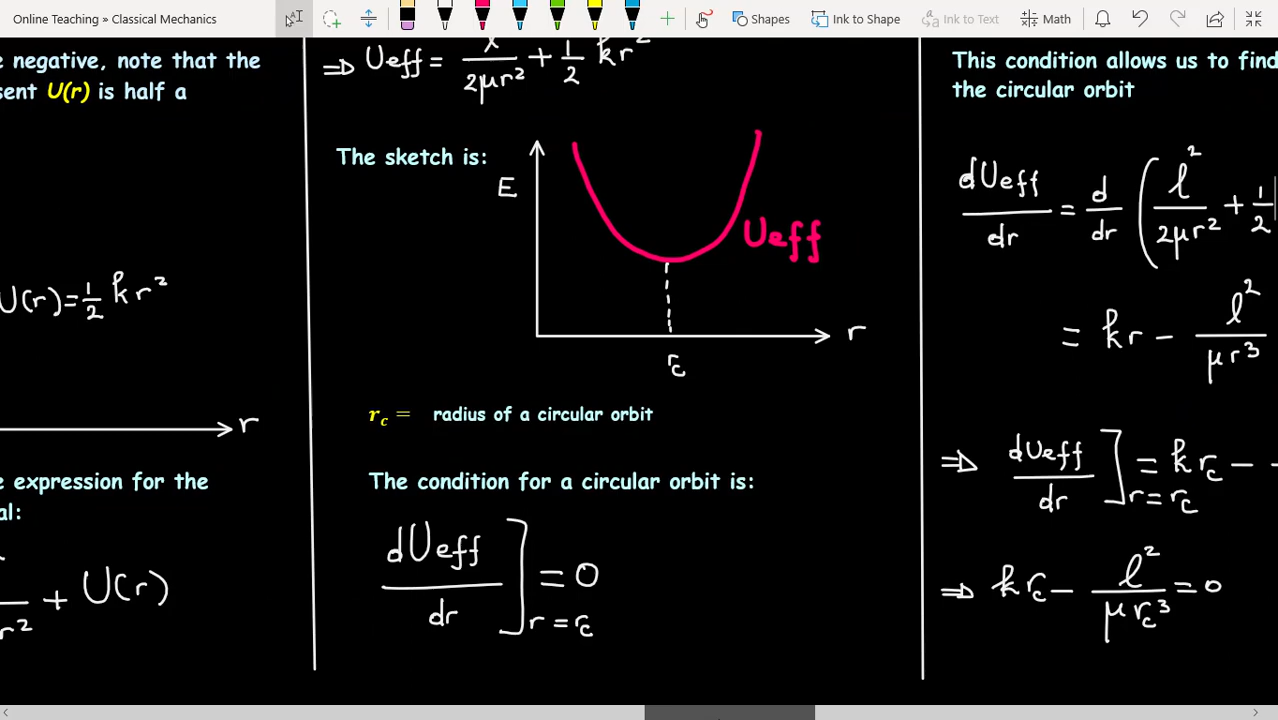 Online Teaching » Classical Mechanics
Shapes
Ink to Shape
Ink to Text
Math
e negative, note that the
sent U(r) is half a
U(r)=½ kr²
r
e expression for the
al:
r² + U(r)
⇒ Ueff = /2μr² + ½ kr²
The sketch is:
E
Ueff
r
rc
r_c = radius of a circular orbit
The condition for a circular orbit is:
dUeff/dr ]r = rc = 0
This condition allows us to find
the circular orbit
dUeff/dr = d/dr ( l²/2μr² + 1/2
= kr − l²/μr³
⇒ dUeff/dr ]r = rc = krc −
⇒ krc − l²/μrc³ = 0